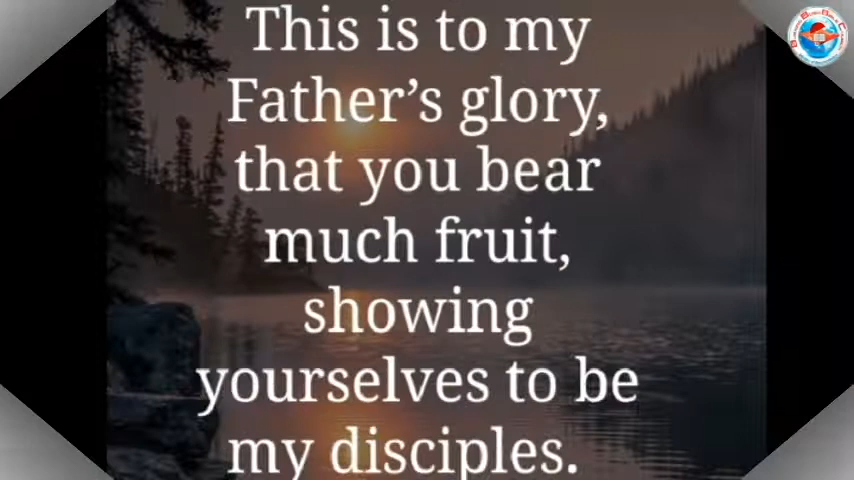 This is to my
Father’s glory,
that you bear
much fruit,
showing
yourselves to be
my disciples.